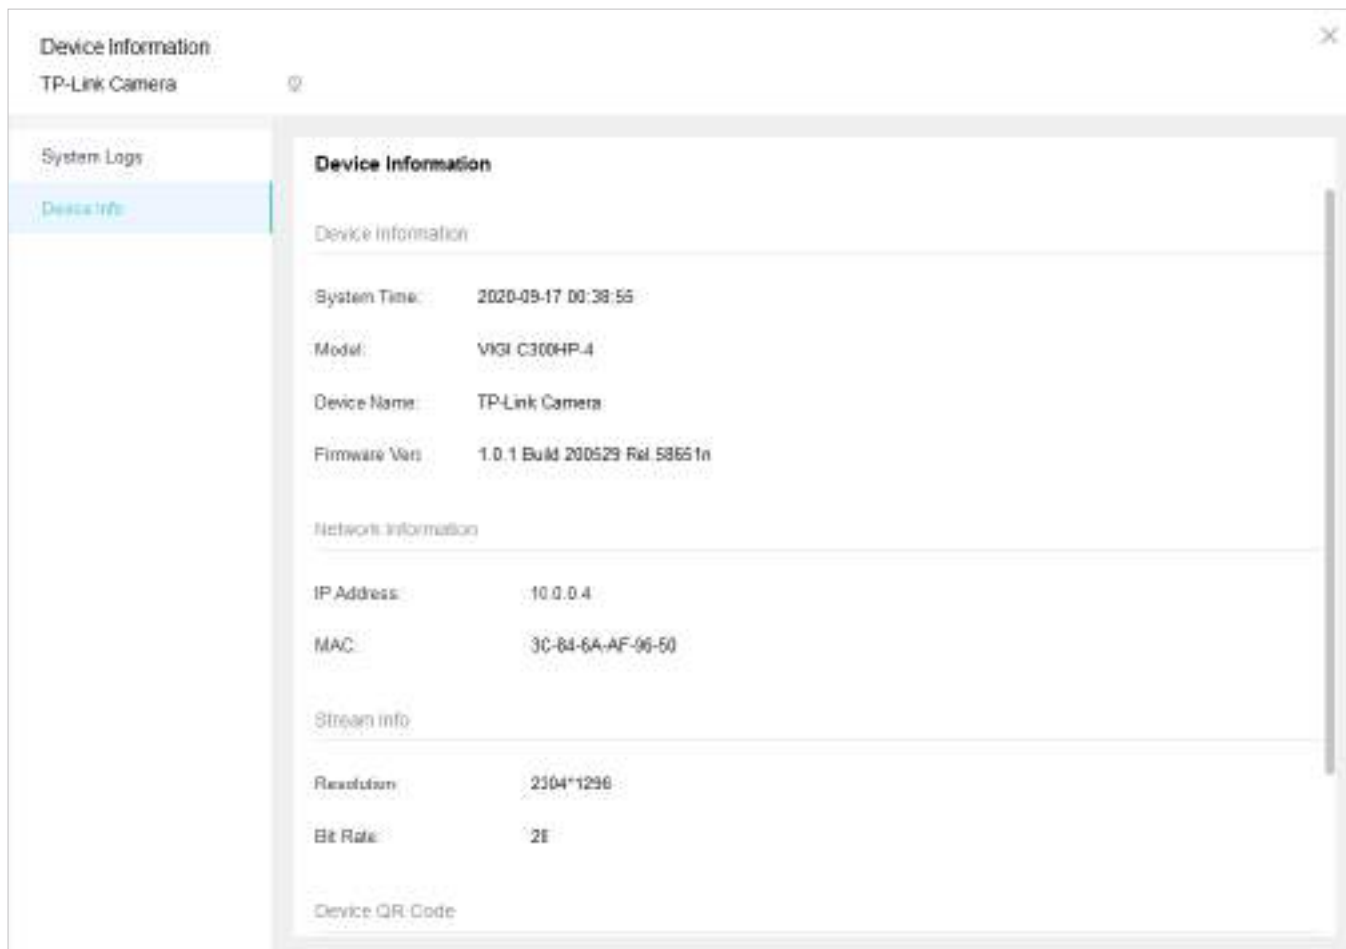 Device Information
TP-Link Camera
System Logs
Device Info
Device Information
Device Information
System Time: 2020-09-17 00:38:55
Model: VIGI C300HP-4
Device Name: TP-Link Camera
Firmware Vers 1.0.1 Build 200529 Rel.58651n
Network Information
IP Address: 10.0.0.4
MAC: 3C-84-6A-AF-96-50
Stream info
Resolution: 2304*1296
Bit Rate:
Device QR Code